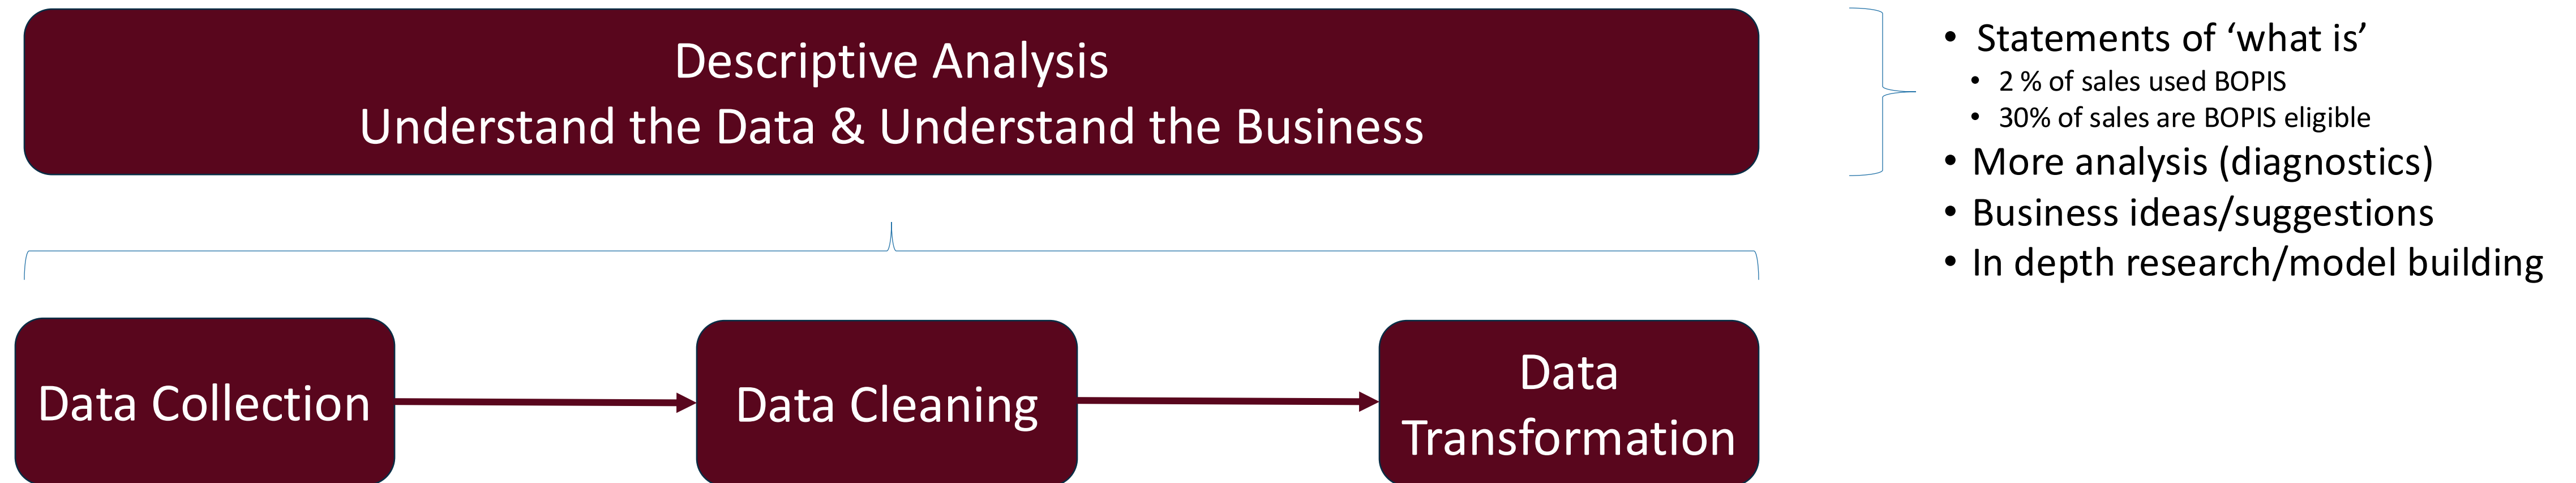 Descriptive Analysis
Understand the Data & Understand the Business
• Statements of ‘what is’
• 2 % of sales used BOPIS
• 30% of sales are BOPIS eligible
• More analysis (diagnostics)
• Business ideas/suggestions
• In depth research/model building
Data Collection
Data Cleaning
Data
Transformation